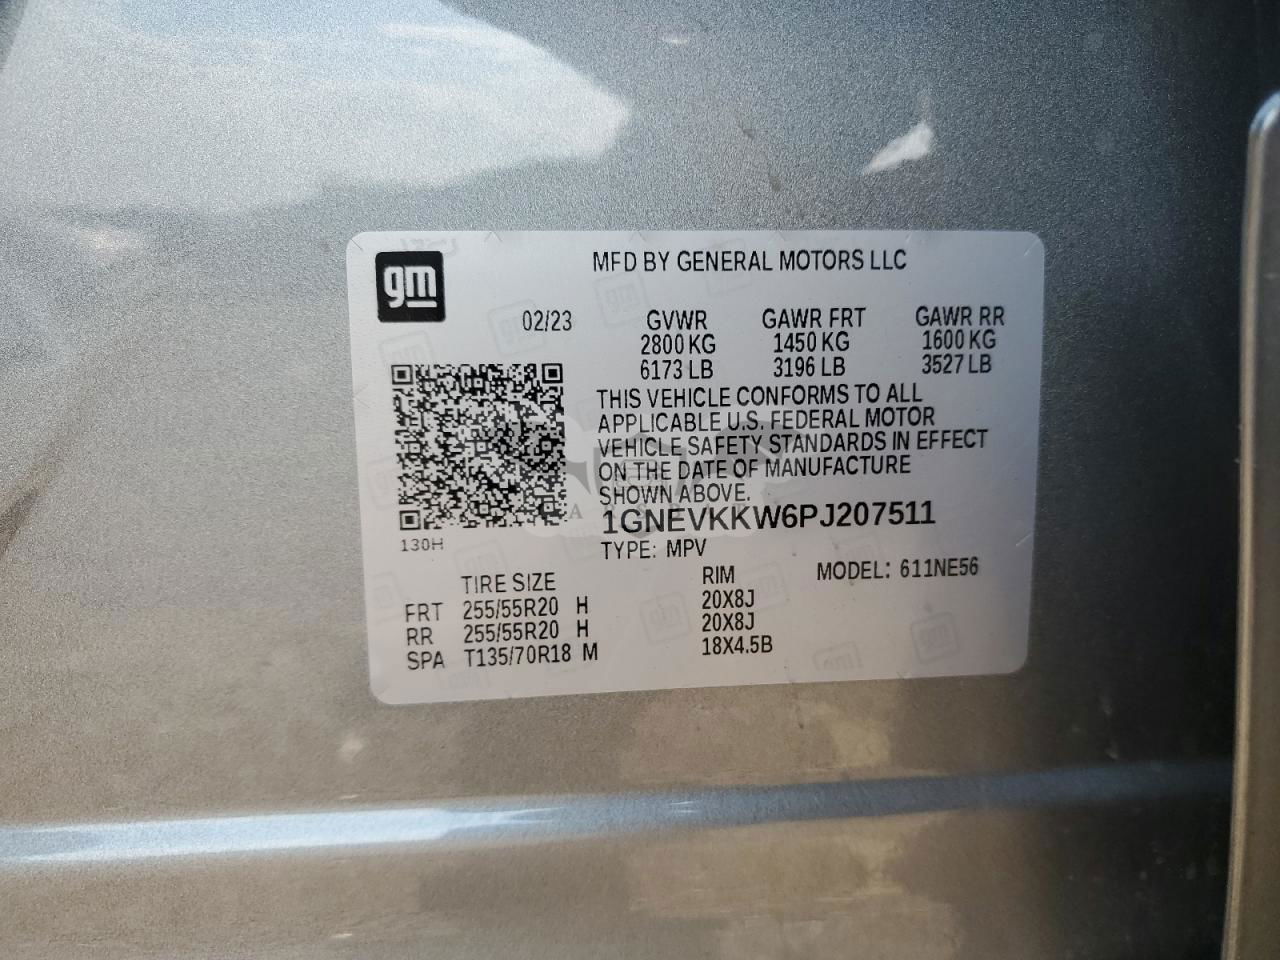 gm
MFD BY GENERAL MOTORS LLC
02/23 GVWR GAWR FRT GAWR RR
2800 KG 1450 KG 1600 KG
6173 LB 3196 LB 3527 LB
THIS VEHICLE CONFORMS TO ALL
APPLICABLE U.S. FEDERAL MOTOR
VEHICLE SAFETY STANDARDS IN EFFECT
ON THE DATE OF MANUFACTURE
SHOWN ABOVE.
1GNEVKKW6PJ207511
130H
TYPE: MPV
TIRE SIZE RIM MODEL: 611NE56
FRT 255/55R20 H 20X8J
RR 255/55R20 H 20X8J
SPA T135/70R18 M 18X4.5B